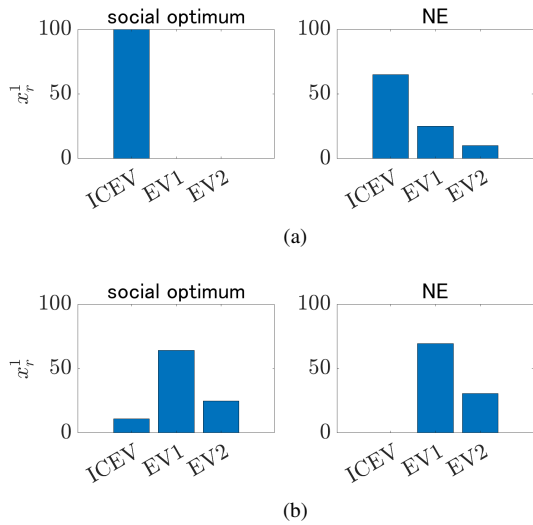 social optimum
NE
100
50
0
x_r^1
ICEV
EV1
EV2
100
50
0
ICEV
EV1
EV2
(a)
social optimum
NE
100
50
0
x_r^1
ICEV
EV1
EV2
100
50
0
ICEV
EV1
EV2
(b)